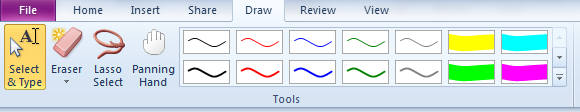 File Home Insert Share Draw Review View
A
Select & Type
Eraser
Lasso Select
Panning Hand
Tools